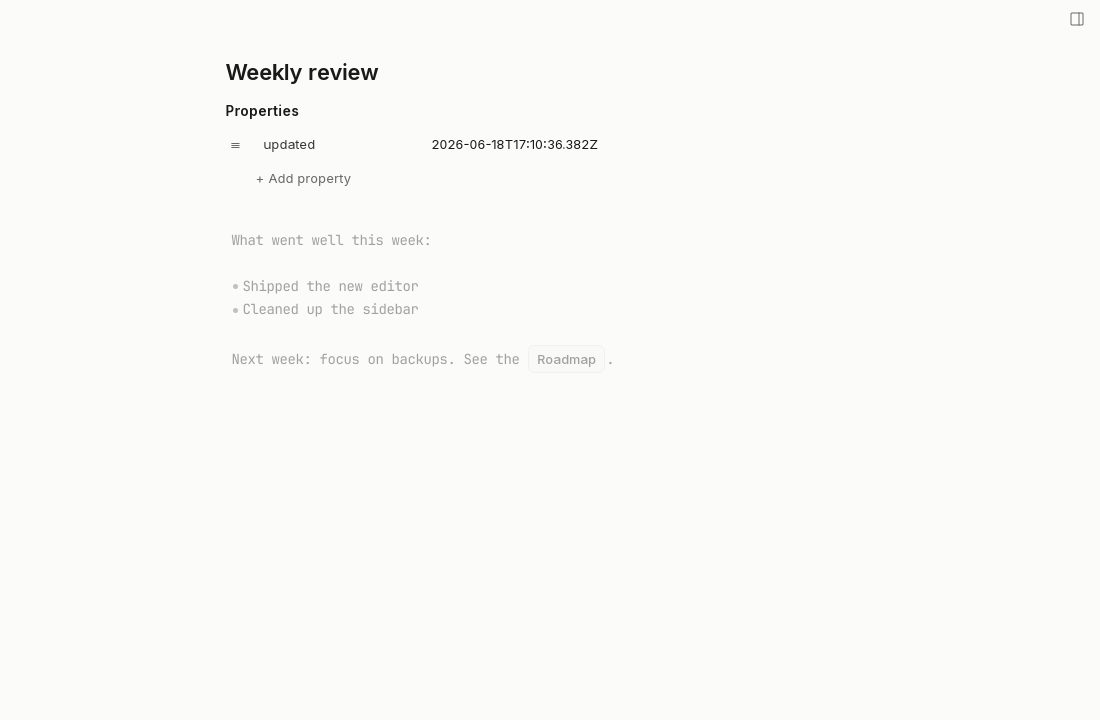 Weekly review
Properties
updated 2026-06-18T17:10:36.382Z
+ Add property
What went well this week:
Shipped the new editor
Cleaned up the sidebar
Next week: focus on backups. See the Roadmap.